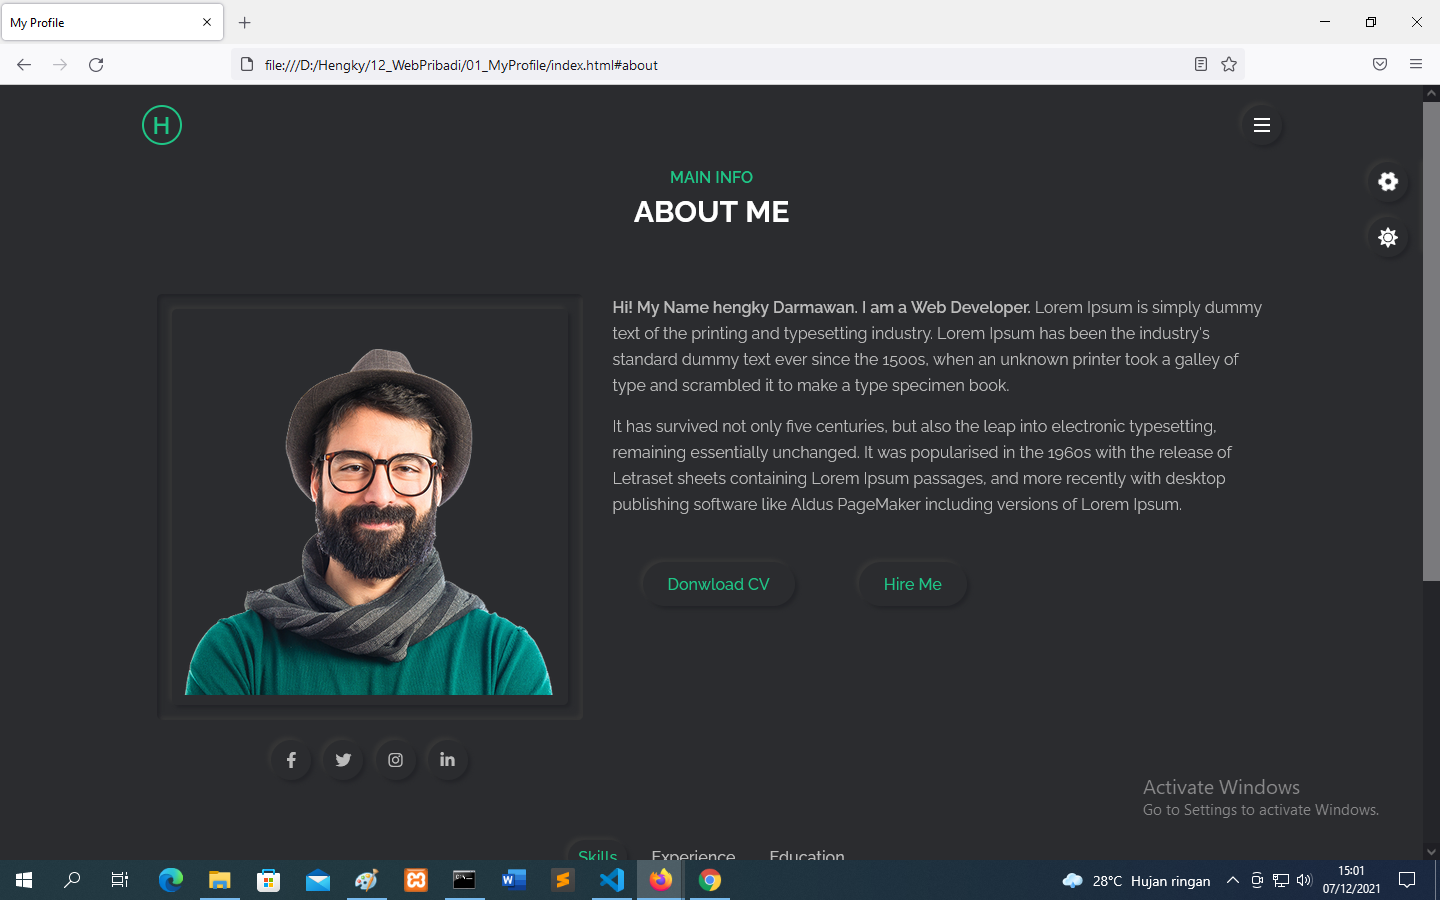 My Profile
file:///D:/Hengky/12_WebPribadi/01_MyProfile/index.html#about
H
MAIN INFO
ABOUT ME
Hi! My Name hengky Darmawan. I am a Web Developer. Lorem Ipsum is simply dummy
text of the printing and typesetting industry. Lorem Ipsum has been the industry's
standard dummy text ever since the 1500s, when an unknown printer took a galley of
type and scrambled it to make a type specimen book.
It has survived not only five centuries, but also the leap into electronic typesetting,
remaining essentially unchanged. It was popularised in the 1960s with the release of
Letraset sheets containing Lorem Ipsum passages, and more recently with desktop
publishing software like Aldus PageMaker including versions of Lorem Ipsum.
Donwload CV
Hire Me
Activate Windows
Go to Settings to activate Windows.
Skills Experience Education
28°C Hujan ringan
15:01
07/12/2021